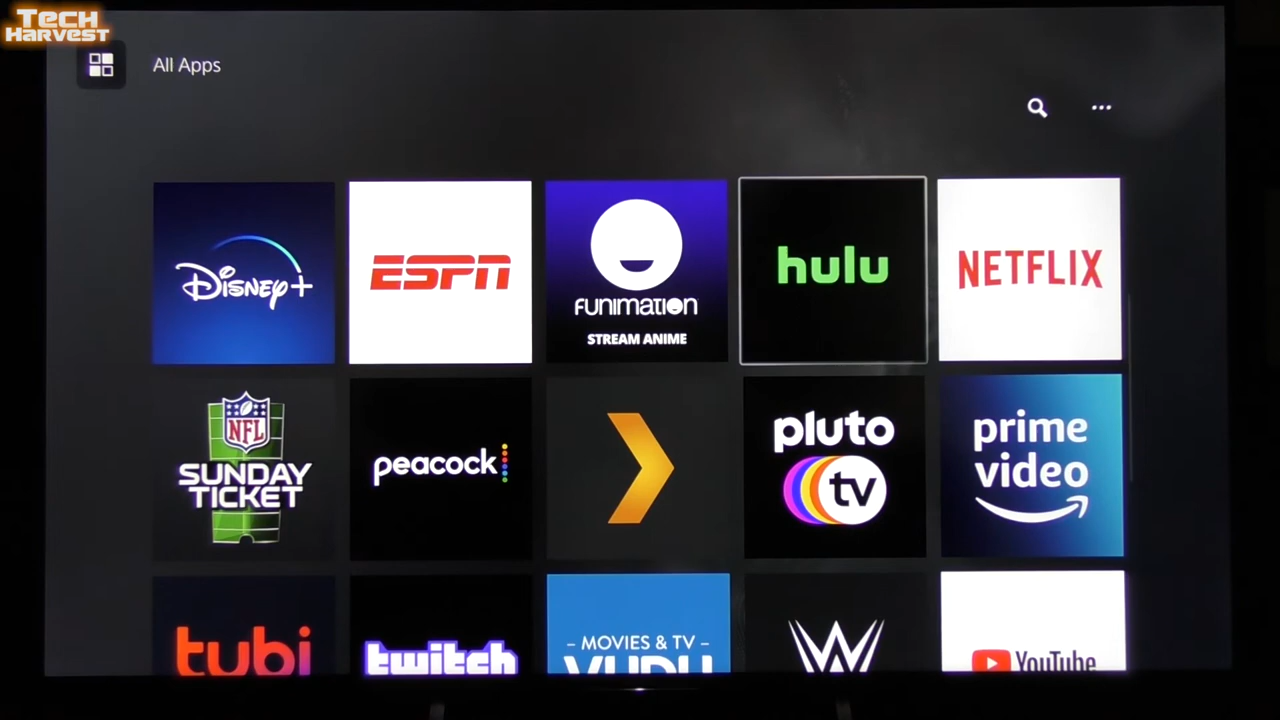 Tech
Harvest
All Apps
Disney+
ESPN
FUNIMATION
STREAM ANIME
hulu
NETFLIX
NFL
SUNDAY
TICKET
peacock
pluto
tv
prime
video
tubi
twitch
– MOVIES & TV –
VUDU
W
YouTube